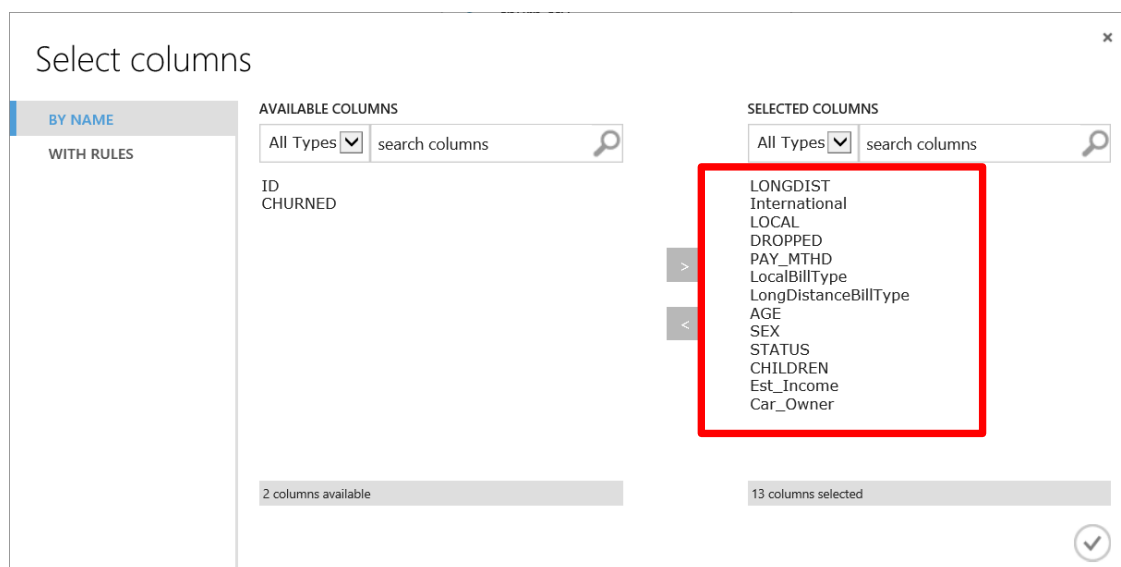 Select columns
BY NAME
WITH RULES
AVAILABLE COLUMNS
All Types search columns
ID
CHURNED
2 columns available
>
<
SELECTED COLUMNS
All Types search columns
LONGDIST
International
LOCAL
DROPPED
PAY_MTHD
LocalBillType
LongDistanceBillType
AGE
SEX
STATUS
CHILDREN
Est_Income
Car_Owner
13 columns selected